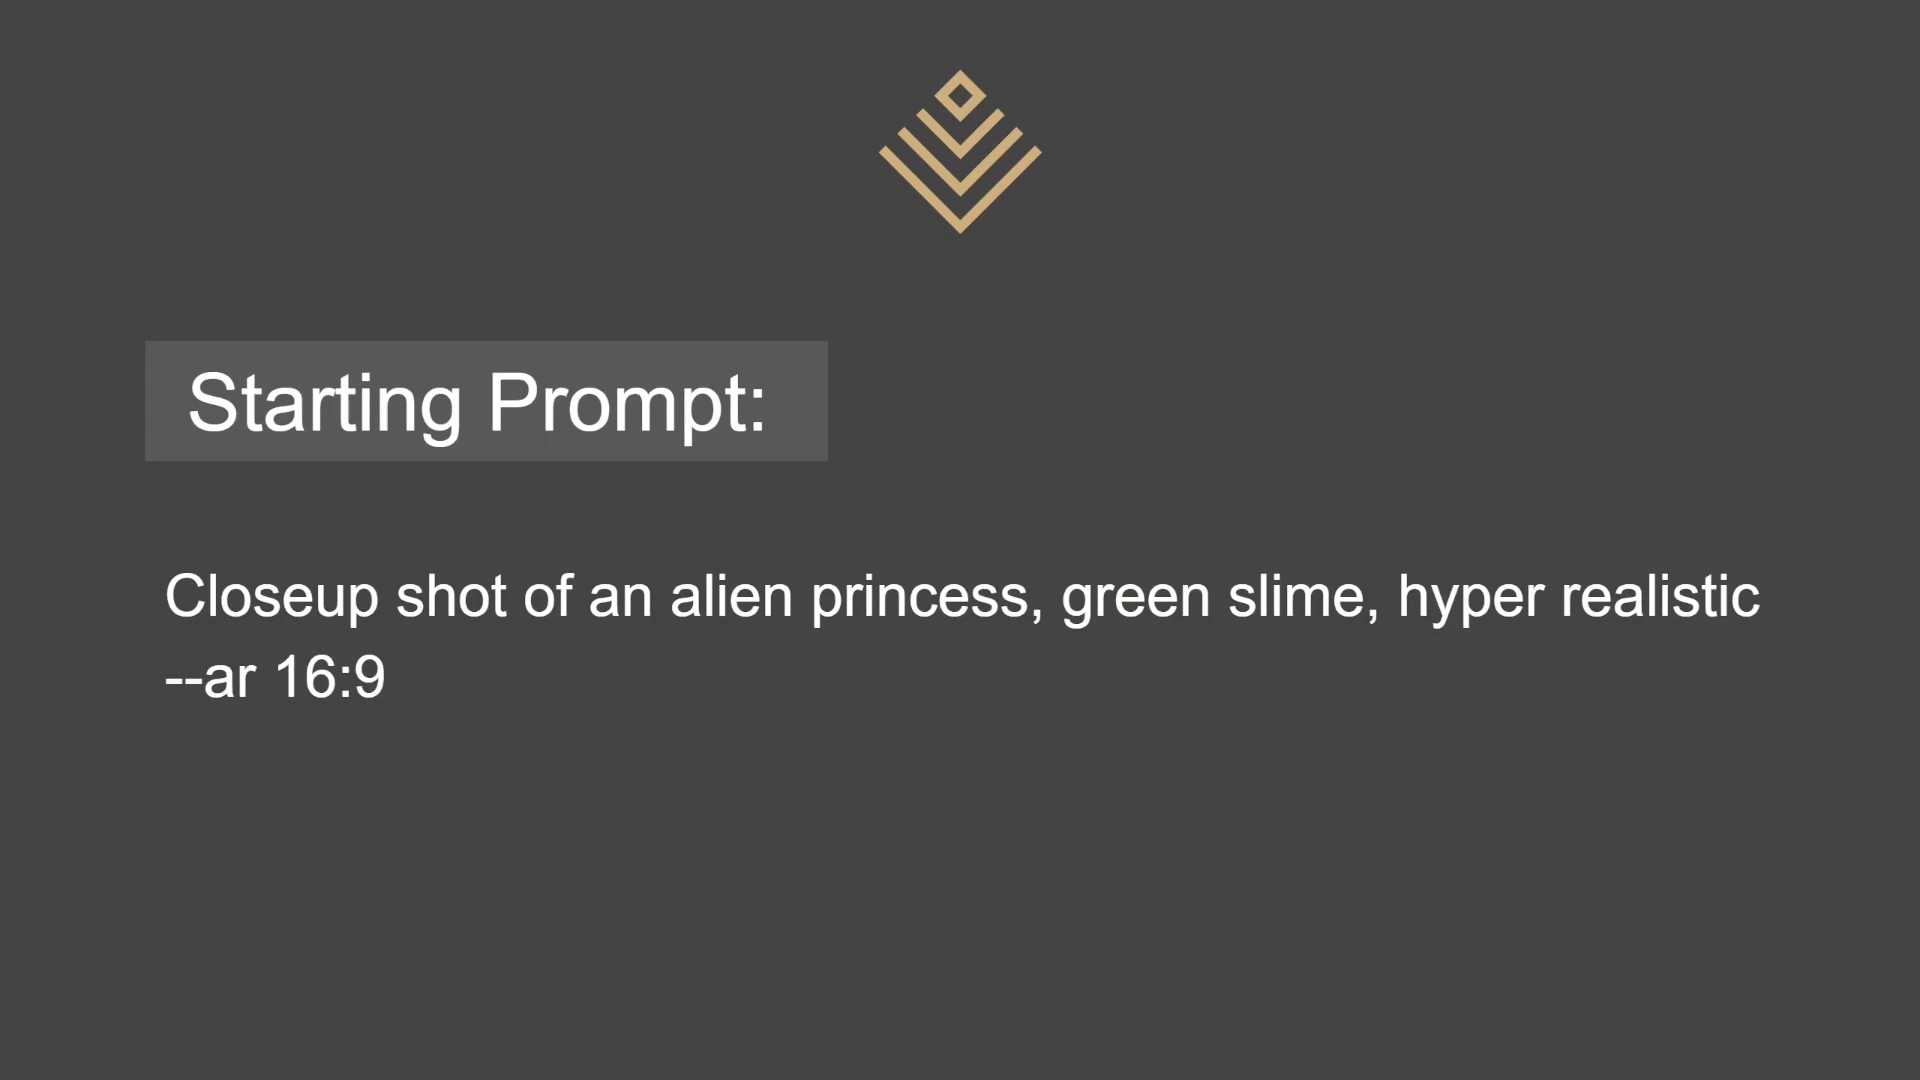 Starting Prompt:
Closeup shot of an alien princess, green slime, hyper realistic
--ar 16:9